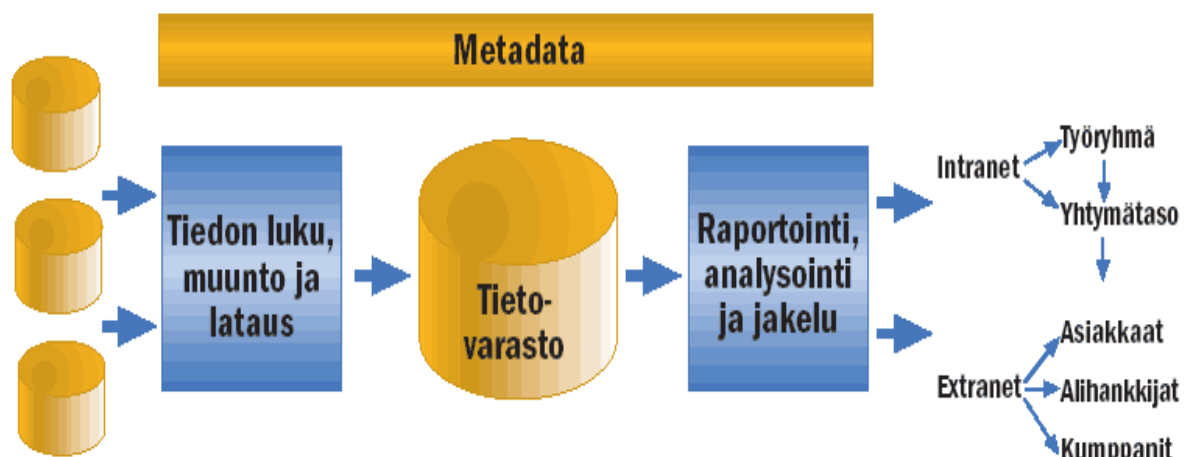 Metadata
Tiedon luku,
muunto ja
lataus
Tieto-
varasto
Raportointi,
analysointi
ja jakelu
Intranet
Työryhmä
Yhtymätaso
Extranet
Asiakkaat
Alihankkijat
Kumppanit